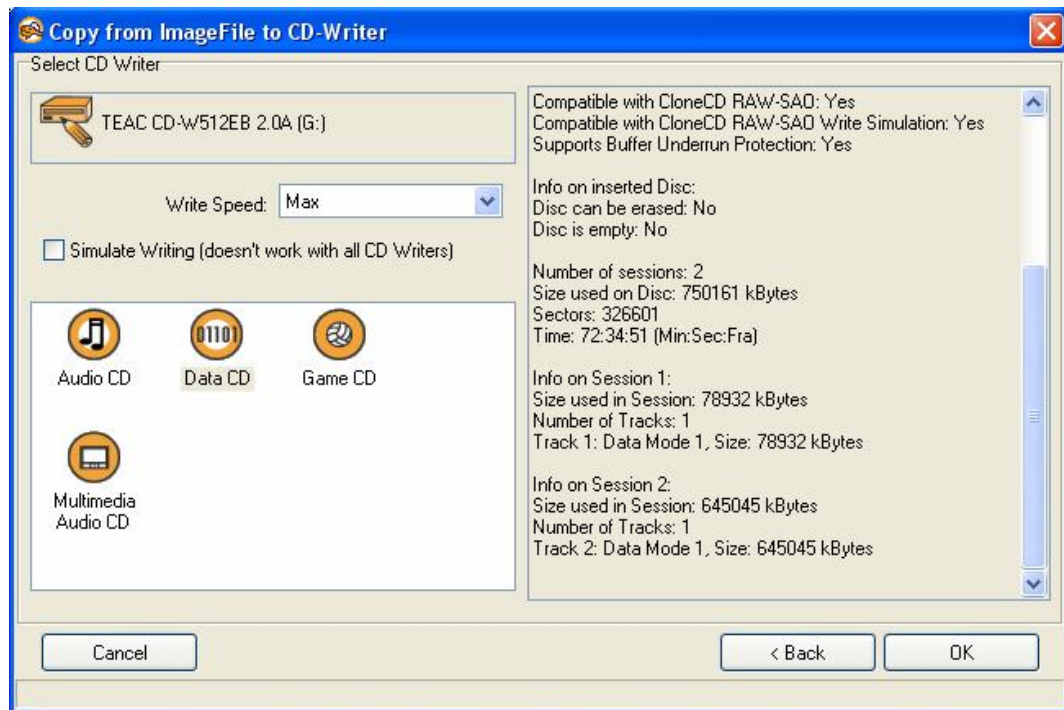 Copy from ImageFile to CD-Writer
Select CD Writer
TEAC CD-W512EB 2.0A (G:)
Write Speed: Max
Simulate Writing (doesn't work with all CD Writers)
01101
Audio CD
Data CD
Game CD
Multimedia
Audio CD
Compatible with CloneCD RAW-SAO: Yes
Compatible with CloneCD RAW-SAO Write Simulation: Yes
Supports Buffer Underrun Protection: Yes
Info on inserted Disc:
Disc can be erased: No
Disc is empty: No
Number of sessions: 2
Size used on Disc: 750161 kBytes
Sectors: 326601
Time: 72:34:51 (Min:Sec:Fra)
Info on Session 1:
Size used in Session: 78932 kBytes
Number of Tracks: 1
Track 1: Data Mode 1, Size: 78932 kBytes
Info on Session 2:
Size used in Session: 645045 kBytes
Number of Tracks: 1
Track 2: Data Mode 1, Size: 645045 kBytes
Cancel
< Back
OK